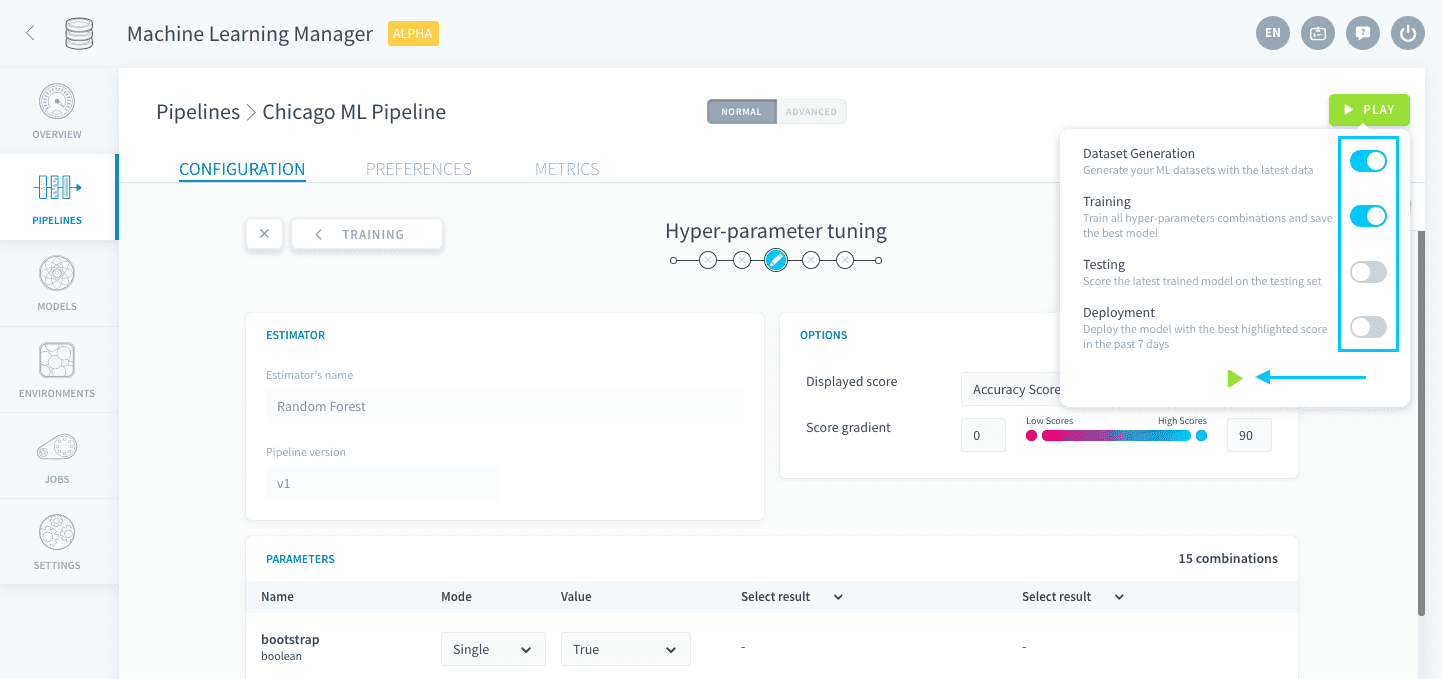 Machine Learning Manager
ALPHA
EN
OVERVIEW
PIPELINES
MODELS
ENVIRONMENTS
JOBS
SETTINGS
Pipelines > Chicago ML Pipeline
NORMAL
ADVANCED
PLAY
CONFIGURATION
PREFERENCES
METRICS
Dataset Generation
Generate your ML datasets with the latest data
Training
Train all hyper-parameters combinations and save
the best model
Testing
Score the latest trained model on the testing set
Deployment
Deploy the model with the best highlighted score
in the past 7 days
TRAINING
Hyper-parameter tuning
ESTIMATOR
Estimator's name
Random Forest
Pipeline version
v1
OPTIONS
Displayed score
Accuracy Score
Score gradient
0
Low Scores
High Scores
90
PARAMETERS
15 combinations
Name
Mode
Value
Select result
Select result
bootstrap
boolean
Single
True
-
-